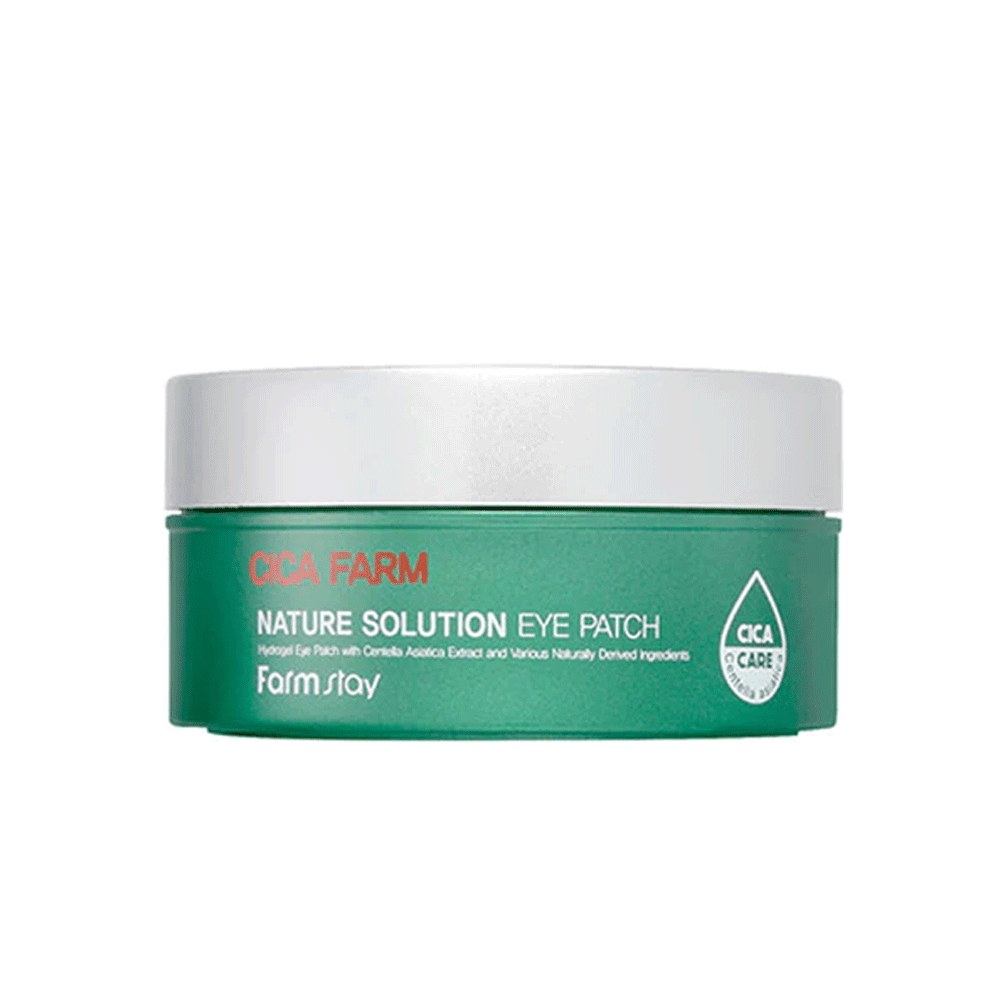 CICA FARM
NATURE SOLUTION EYE PATCH
Hydrogel Eye Patch with Centella Asiatica Extract and Various Naturally Derived Ingredients
Farm stay
CICA
CARE
Centella asiatica